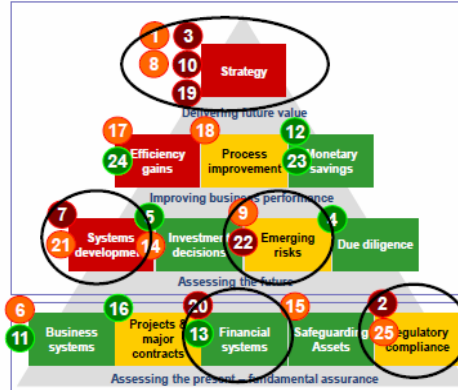 1 3
8 10
Strategy
19
Delivering future value
17 18 12
24 23
Efficiency gains
Process improvement
Monetary savings
Improving business performance
7 5 9 4
21 14 22
Systems development
Investment decisions
Emerging risks
Due diligence
Assessing the future
6 16 20 15 2
11 13 25
Business systems
Projects & major contracts
Financial systems
Safeguarding Assets
Regulatory compliance
Assessing the present – fundamental assurance